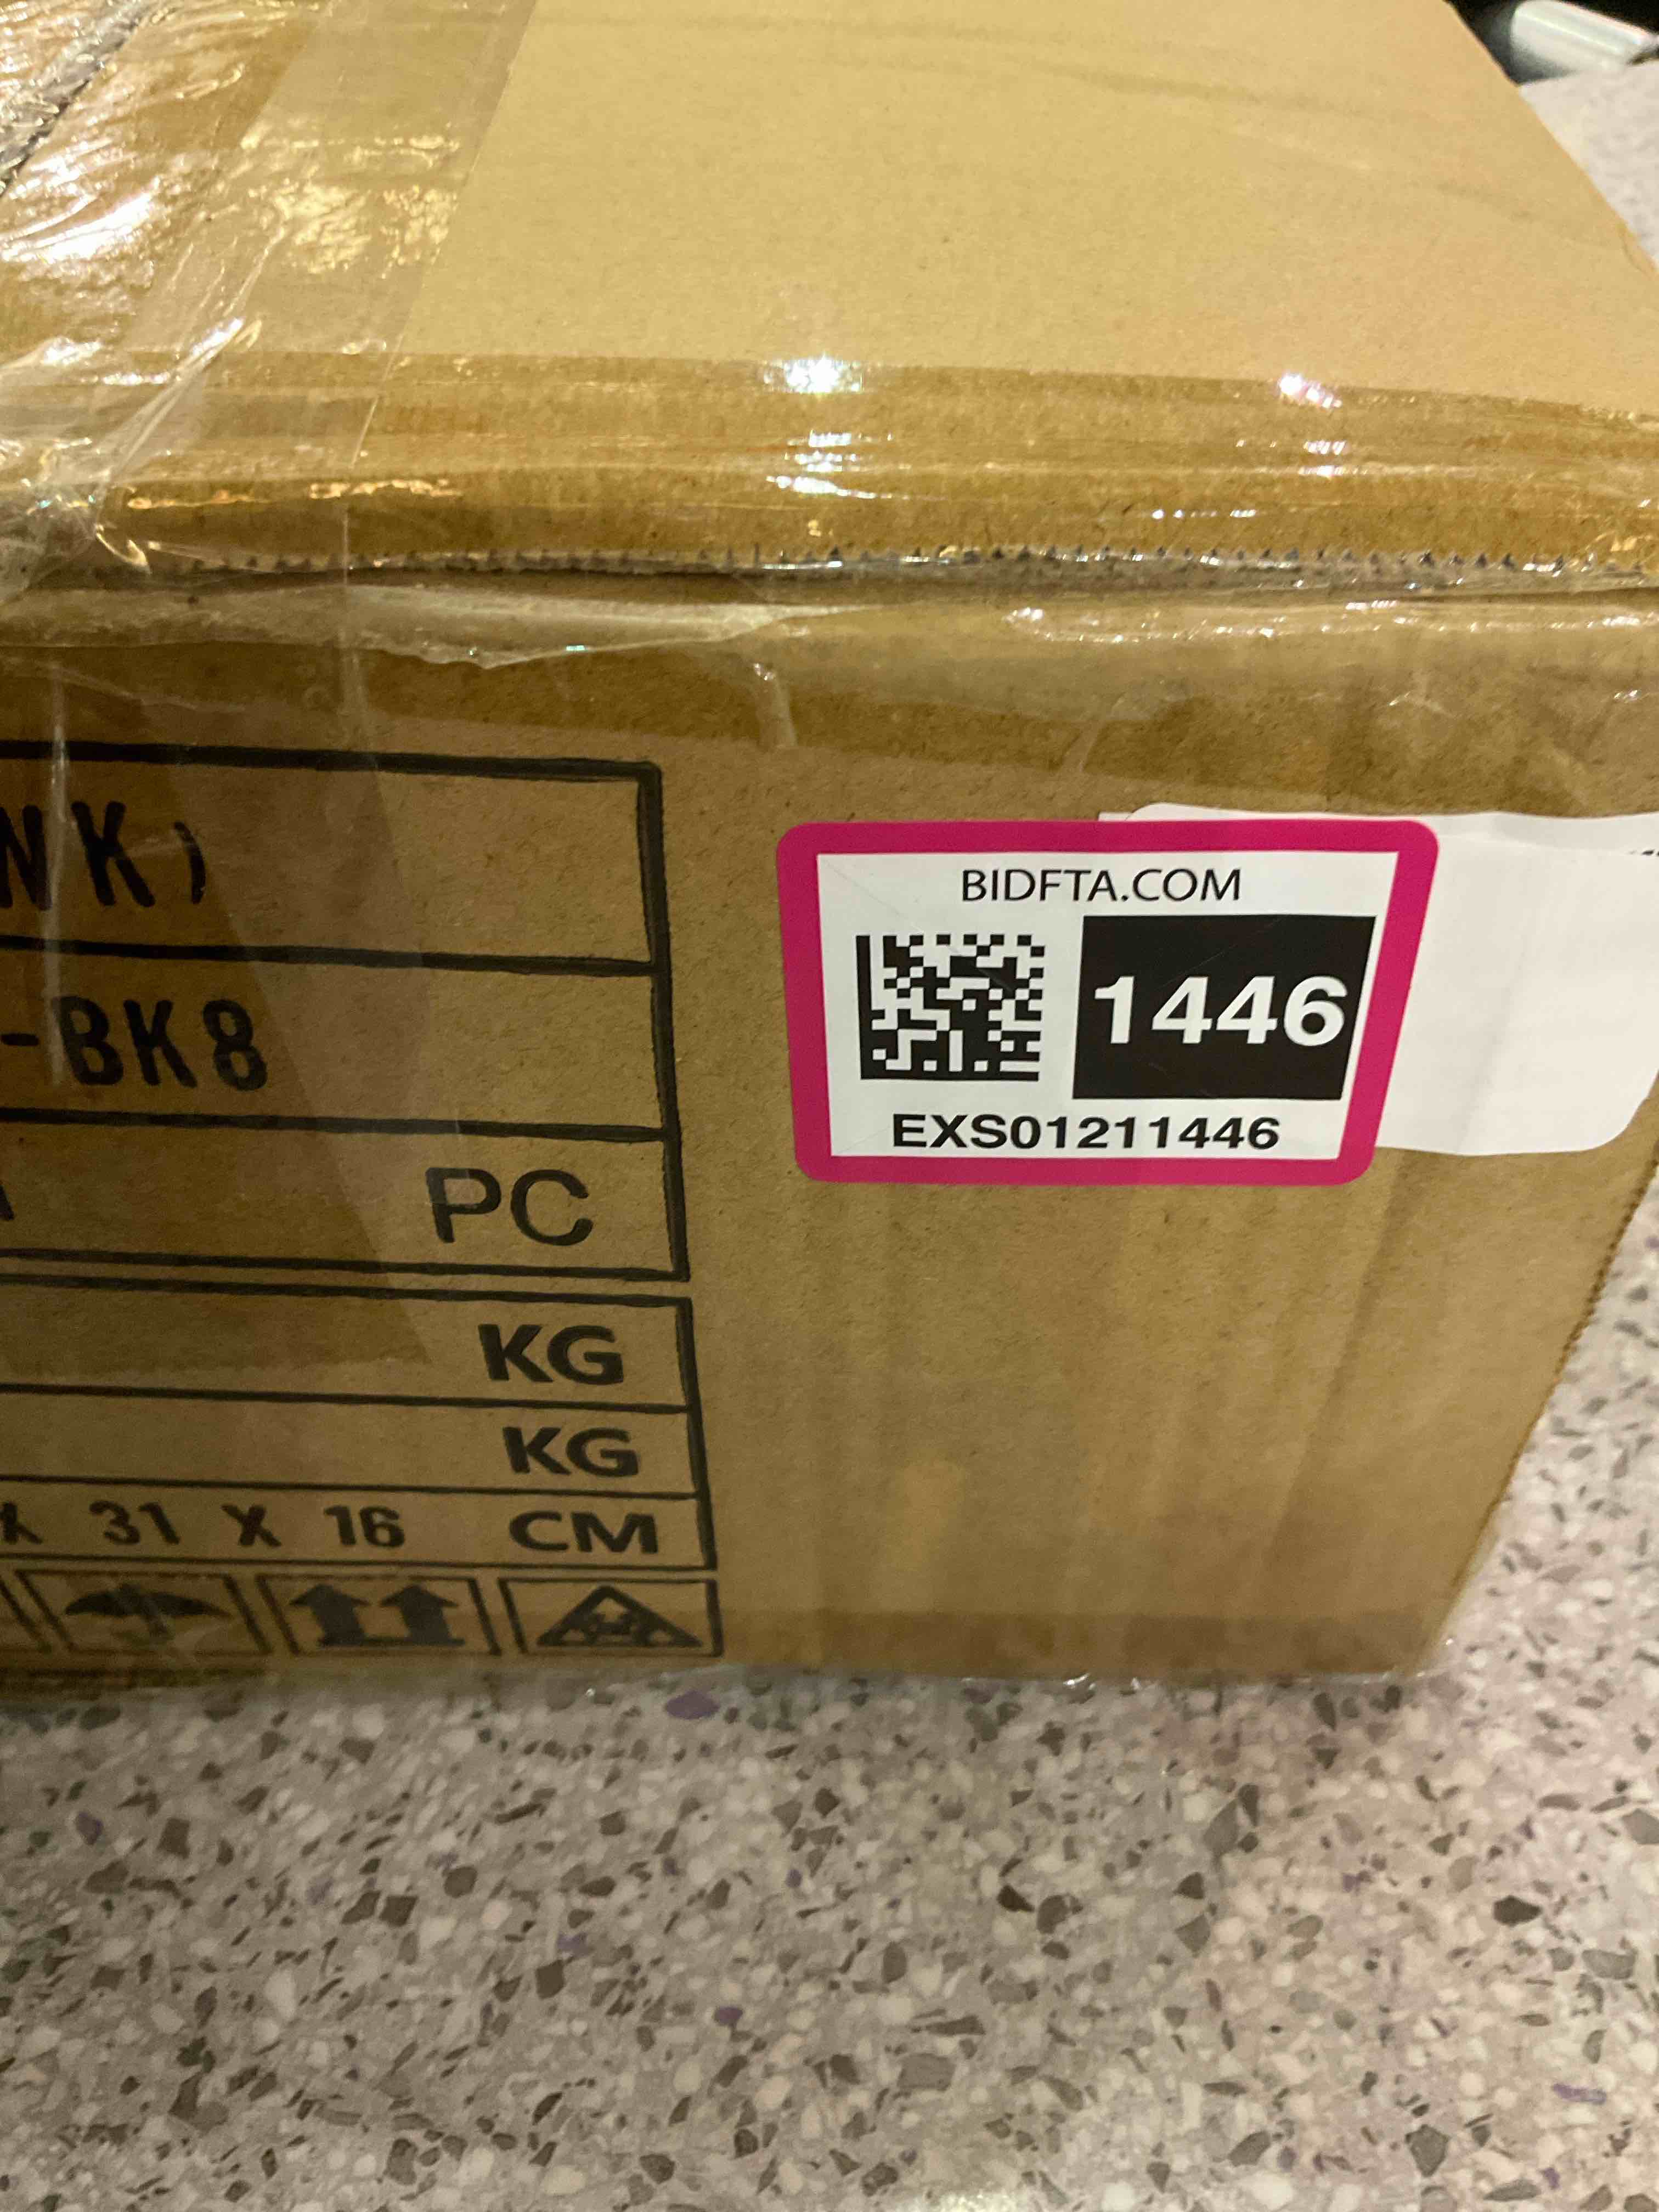 NK)
-BK8
PC
KG
KG
X 31 X 16 CM
BIDFTA.COM
1446
EXS01211446